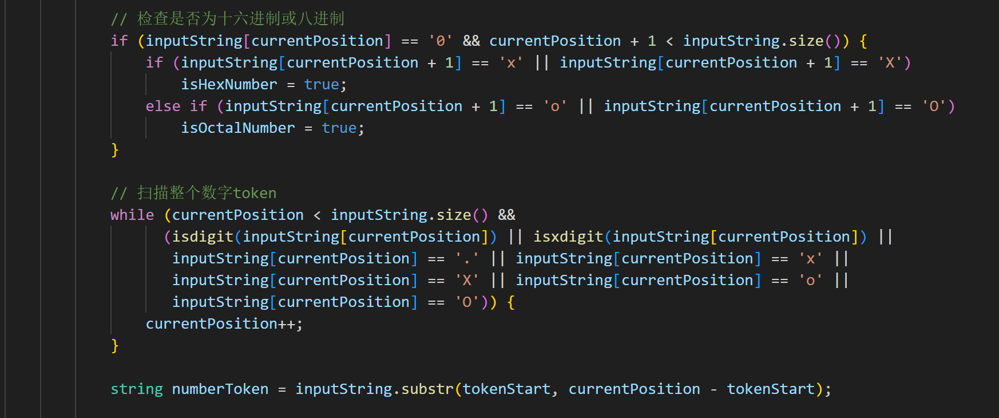 // 检查是否为十六进制或八进制
if (inputString[currentPosition] == '0' && currentPosition + 1 < inputString.size()) {
if (inputString[currentPosition + 1] == 'x' || inputString[currentPosition + 1] == 'X')
isHexNumber = true;
else if (inputString[currentPosition + 1] == 'o' || inputString[currentPosition + 1] == 'O')
isOctalNumber = true;
}
// 扫描整个数字token
while (currentPosition < inputString.size() &&
(isdigit(inputString[currentPosition]) || isxdigit(inputString[currentPosition]) ||
inputString[currentPosition] == '.' || inputString[currentPosition] == 'x' ||
inputString[currentPosition] == 'X' || inputString[currentPosition] == 'o' ||
inputString[currentPosition] == 'O')) {
currentPosition++;
}
string numberToken = inputString.substr(tokenStart, currentPosition - tokenStart);